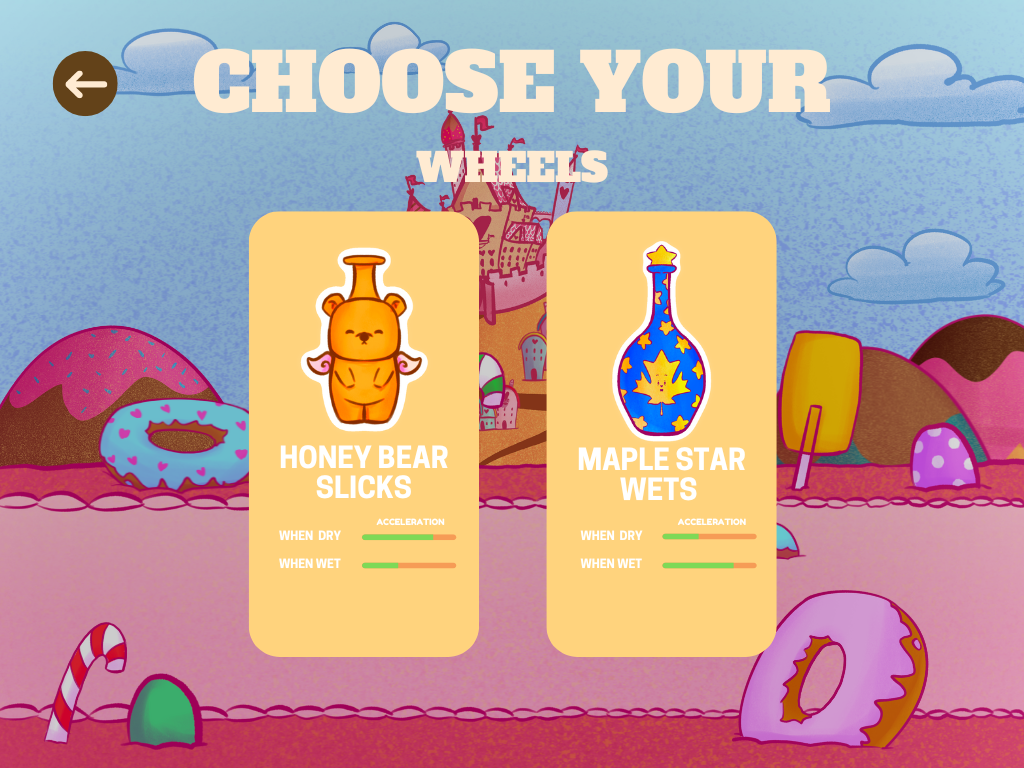 CHOOSE YOUR
WHEELS
HONEY BEAR
SLICKS
ACCELERATION
WHEN DRY
WHEN WET
MAPLE STAR
WETS
ACCELERATION
WHEN DRY
WHEN WET